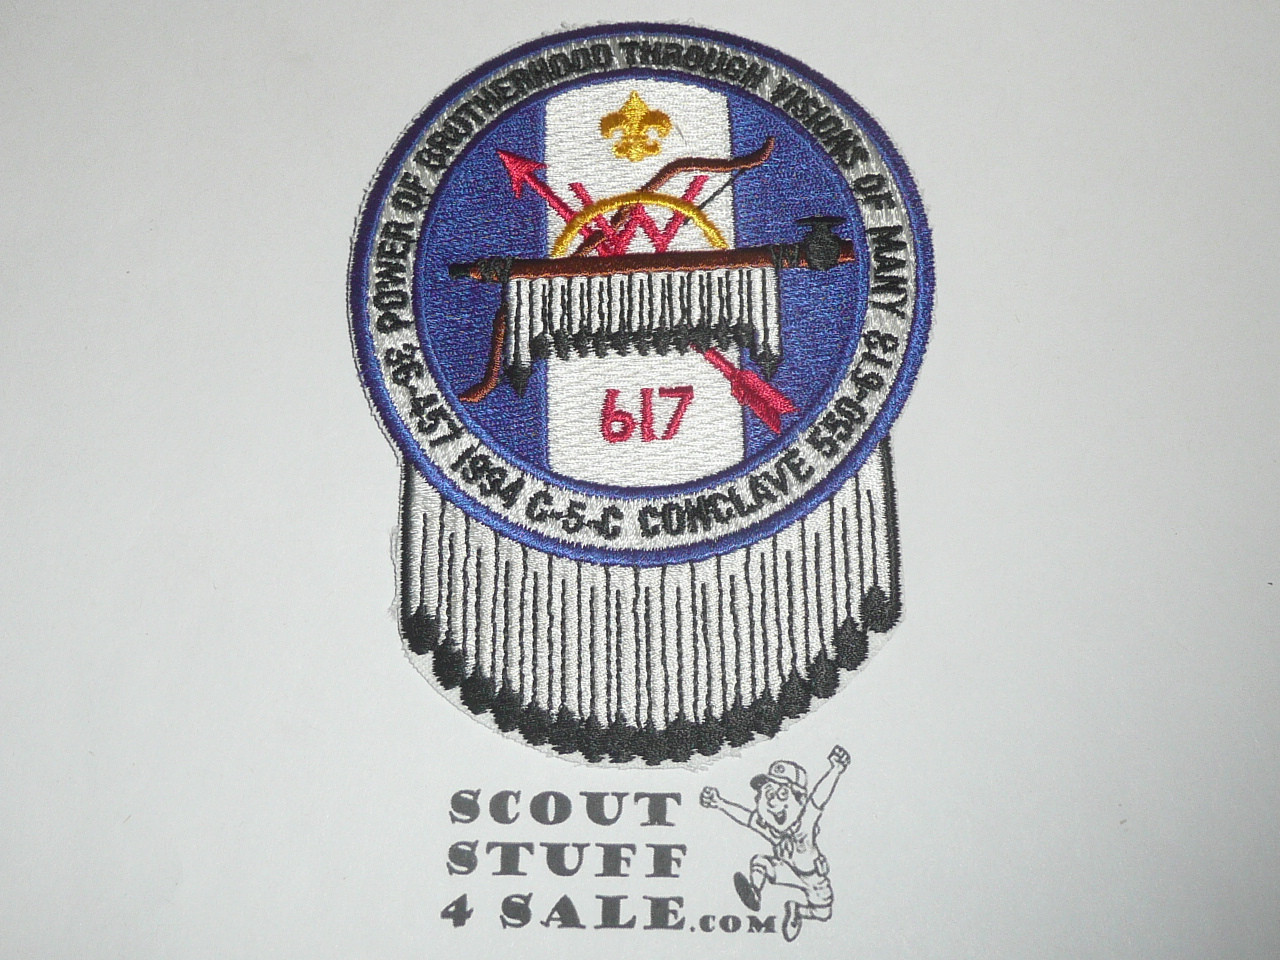 POWER OF BROTHERHOOD THROUGH VISIONS OF MANY
36-457 1994 C-5-C CONCLAVE 550-618
WWW
617
SCOUT
STUFF
4 SALE.COM